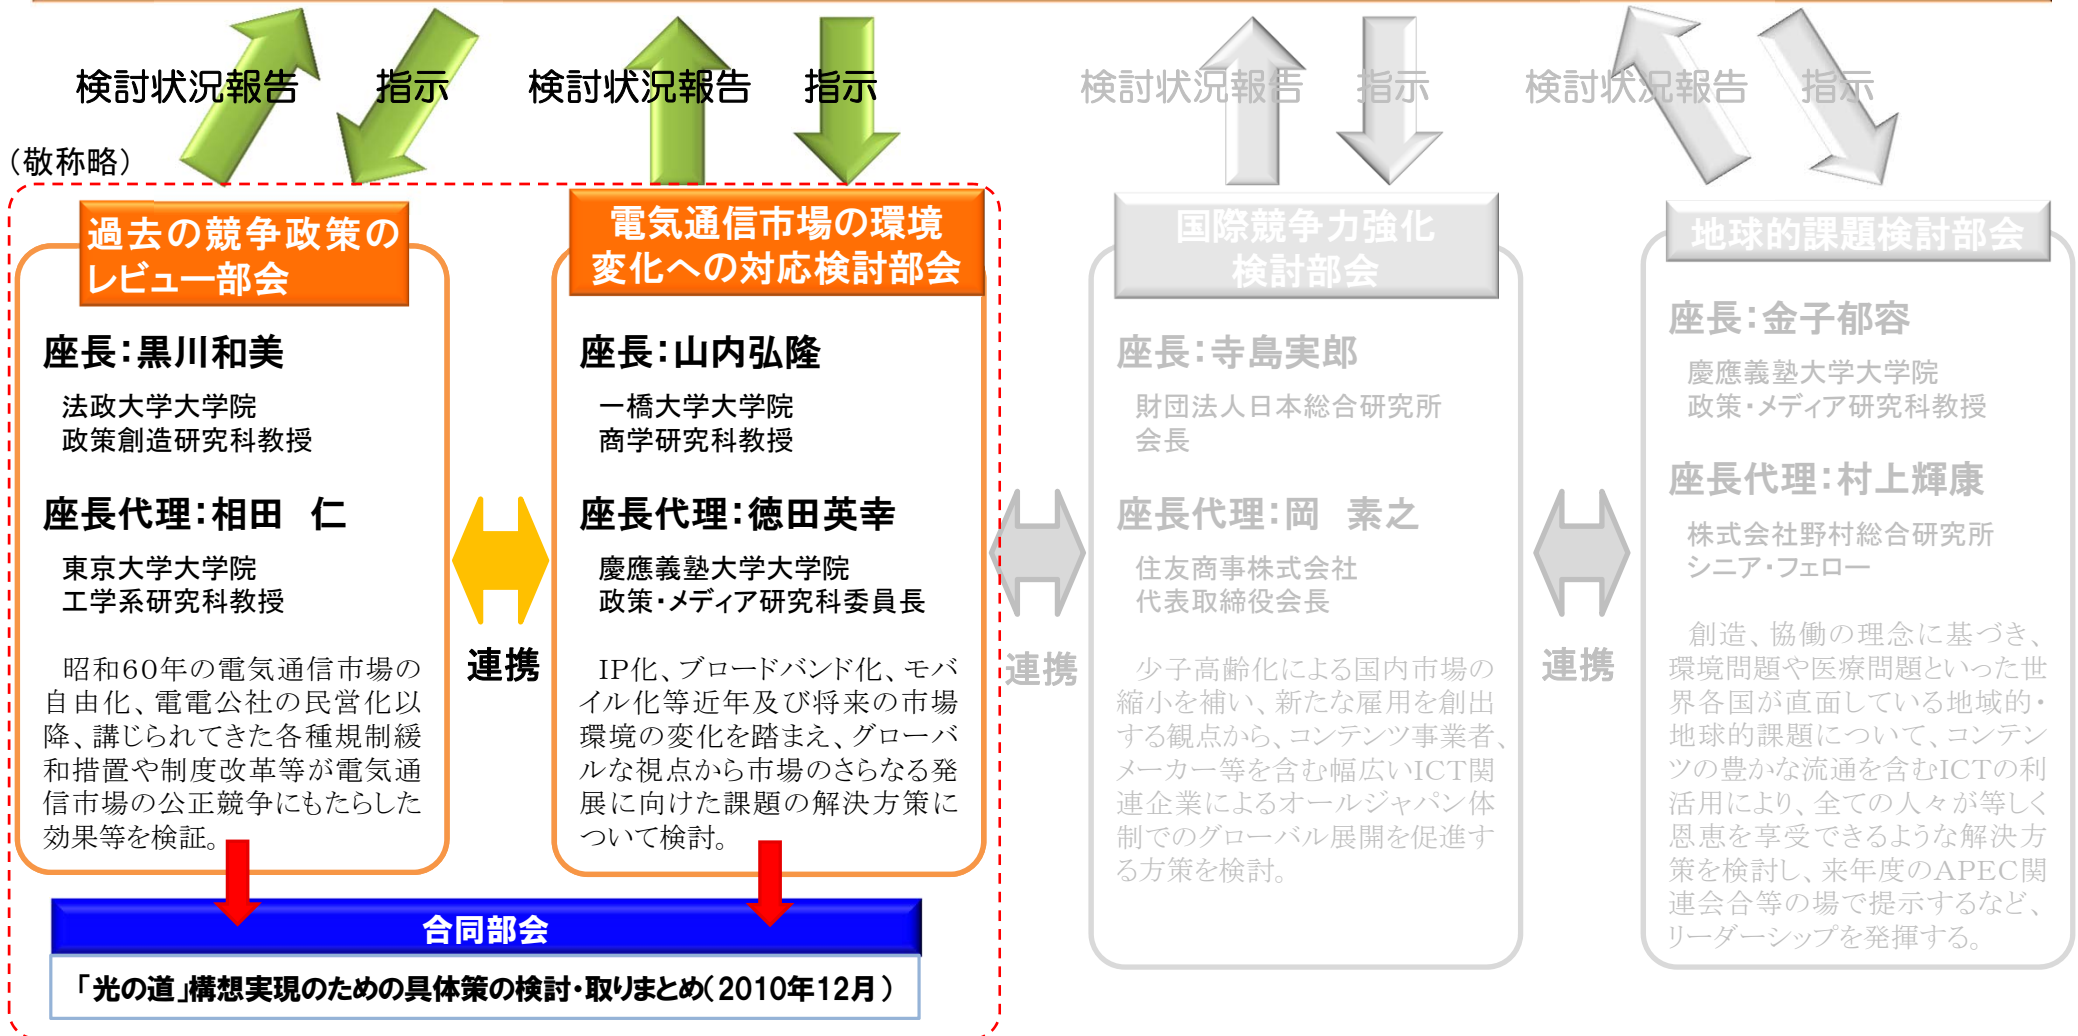 検討状況報告 指示 検討状況報告 指示 検討状況報告 指示 検討状況報告 指示
（敬称略）
過去の競争政策の
レビュー部会
座長：黒川和美
法政大学大学院
政策創造研究科教授
座長代理：相田 仁
東京大学大学院
工学系研究科教授
昭和60年の電気通信市場の
自由化、電電公社の民営化以
降、講じられてきた各種規制緩
和措置や制度改革等が電気通
信市場の公正競争にもたらした
効果等を検証。
連携
電気通信市場の環境
変化への対応検討部会
座長：山内弘隆
一橋大学大学院
商学研究科教授
座長代理：徳田英幸
慶應義塾大学大学院
政策・メディア研究科委員長
IP化、ブロードバンド化、モバ
イル化等近年及び将来の市場
環境の変化を踏まえ、グローバ
ルな視点から市場のさらなる発
展に向けた課題の解決方策に
ついて検討。
連携
国際競争力強化
検討部会
座長：寺島実郎
財団法人日本総合研究所
会長
座長代理：岡 素之
住友商事株式会社
代表取締役会長
少子高齢化による国内市場の
縮小を補い、新たな雇用を創出
する観点から、コンテンツ事業者、
メーカー等を含む幅広いICT関
連企業によるオールジャパン体
制でのグローバル展開を促進す
る方策を検討。
連携
地球的課題検討部会
座長：金子郁容
慶應義塾大学大学院
政策・メディア研究科教授
座長代理：村上輝康
株式会社野村総合研究所
シニア・フェロー
創造、協働の理念に基づき、
環境問題や医療問題といった世
界各国が直面している地域的・
地球的課題について、コンテン
ツの豊かな流通を含むICTの利
活用により、全ての人々が等しく
恩恵を享受できるような解決方
策を検討し、来年度のAPEC関
連会合等の場で提示するなど、
リーダーシップを発揮する。
合同部会
「光の道」構想実現のための具体策の検討・取りまとめ（2010年12月）